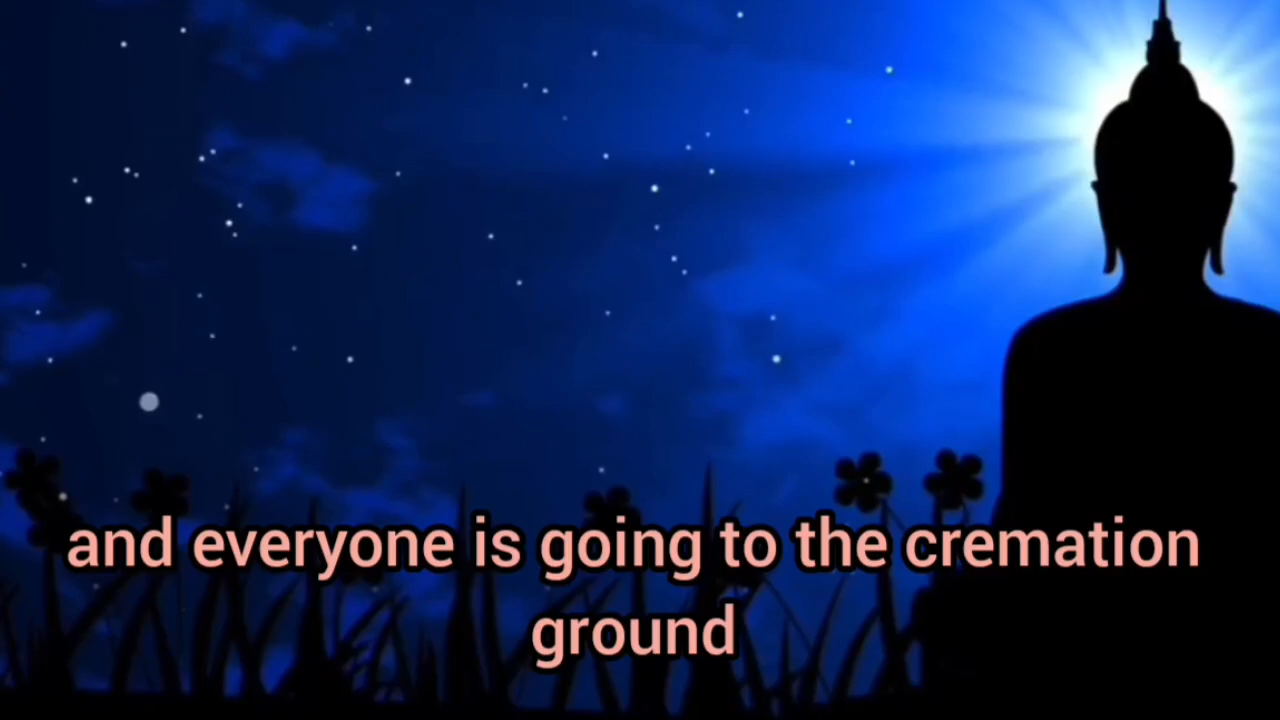 and everyone is going to the cremation
ground